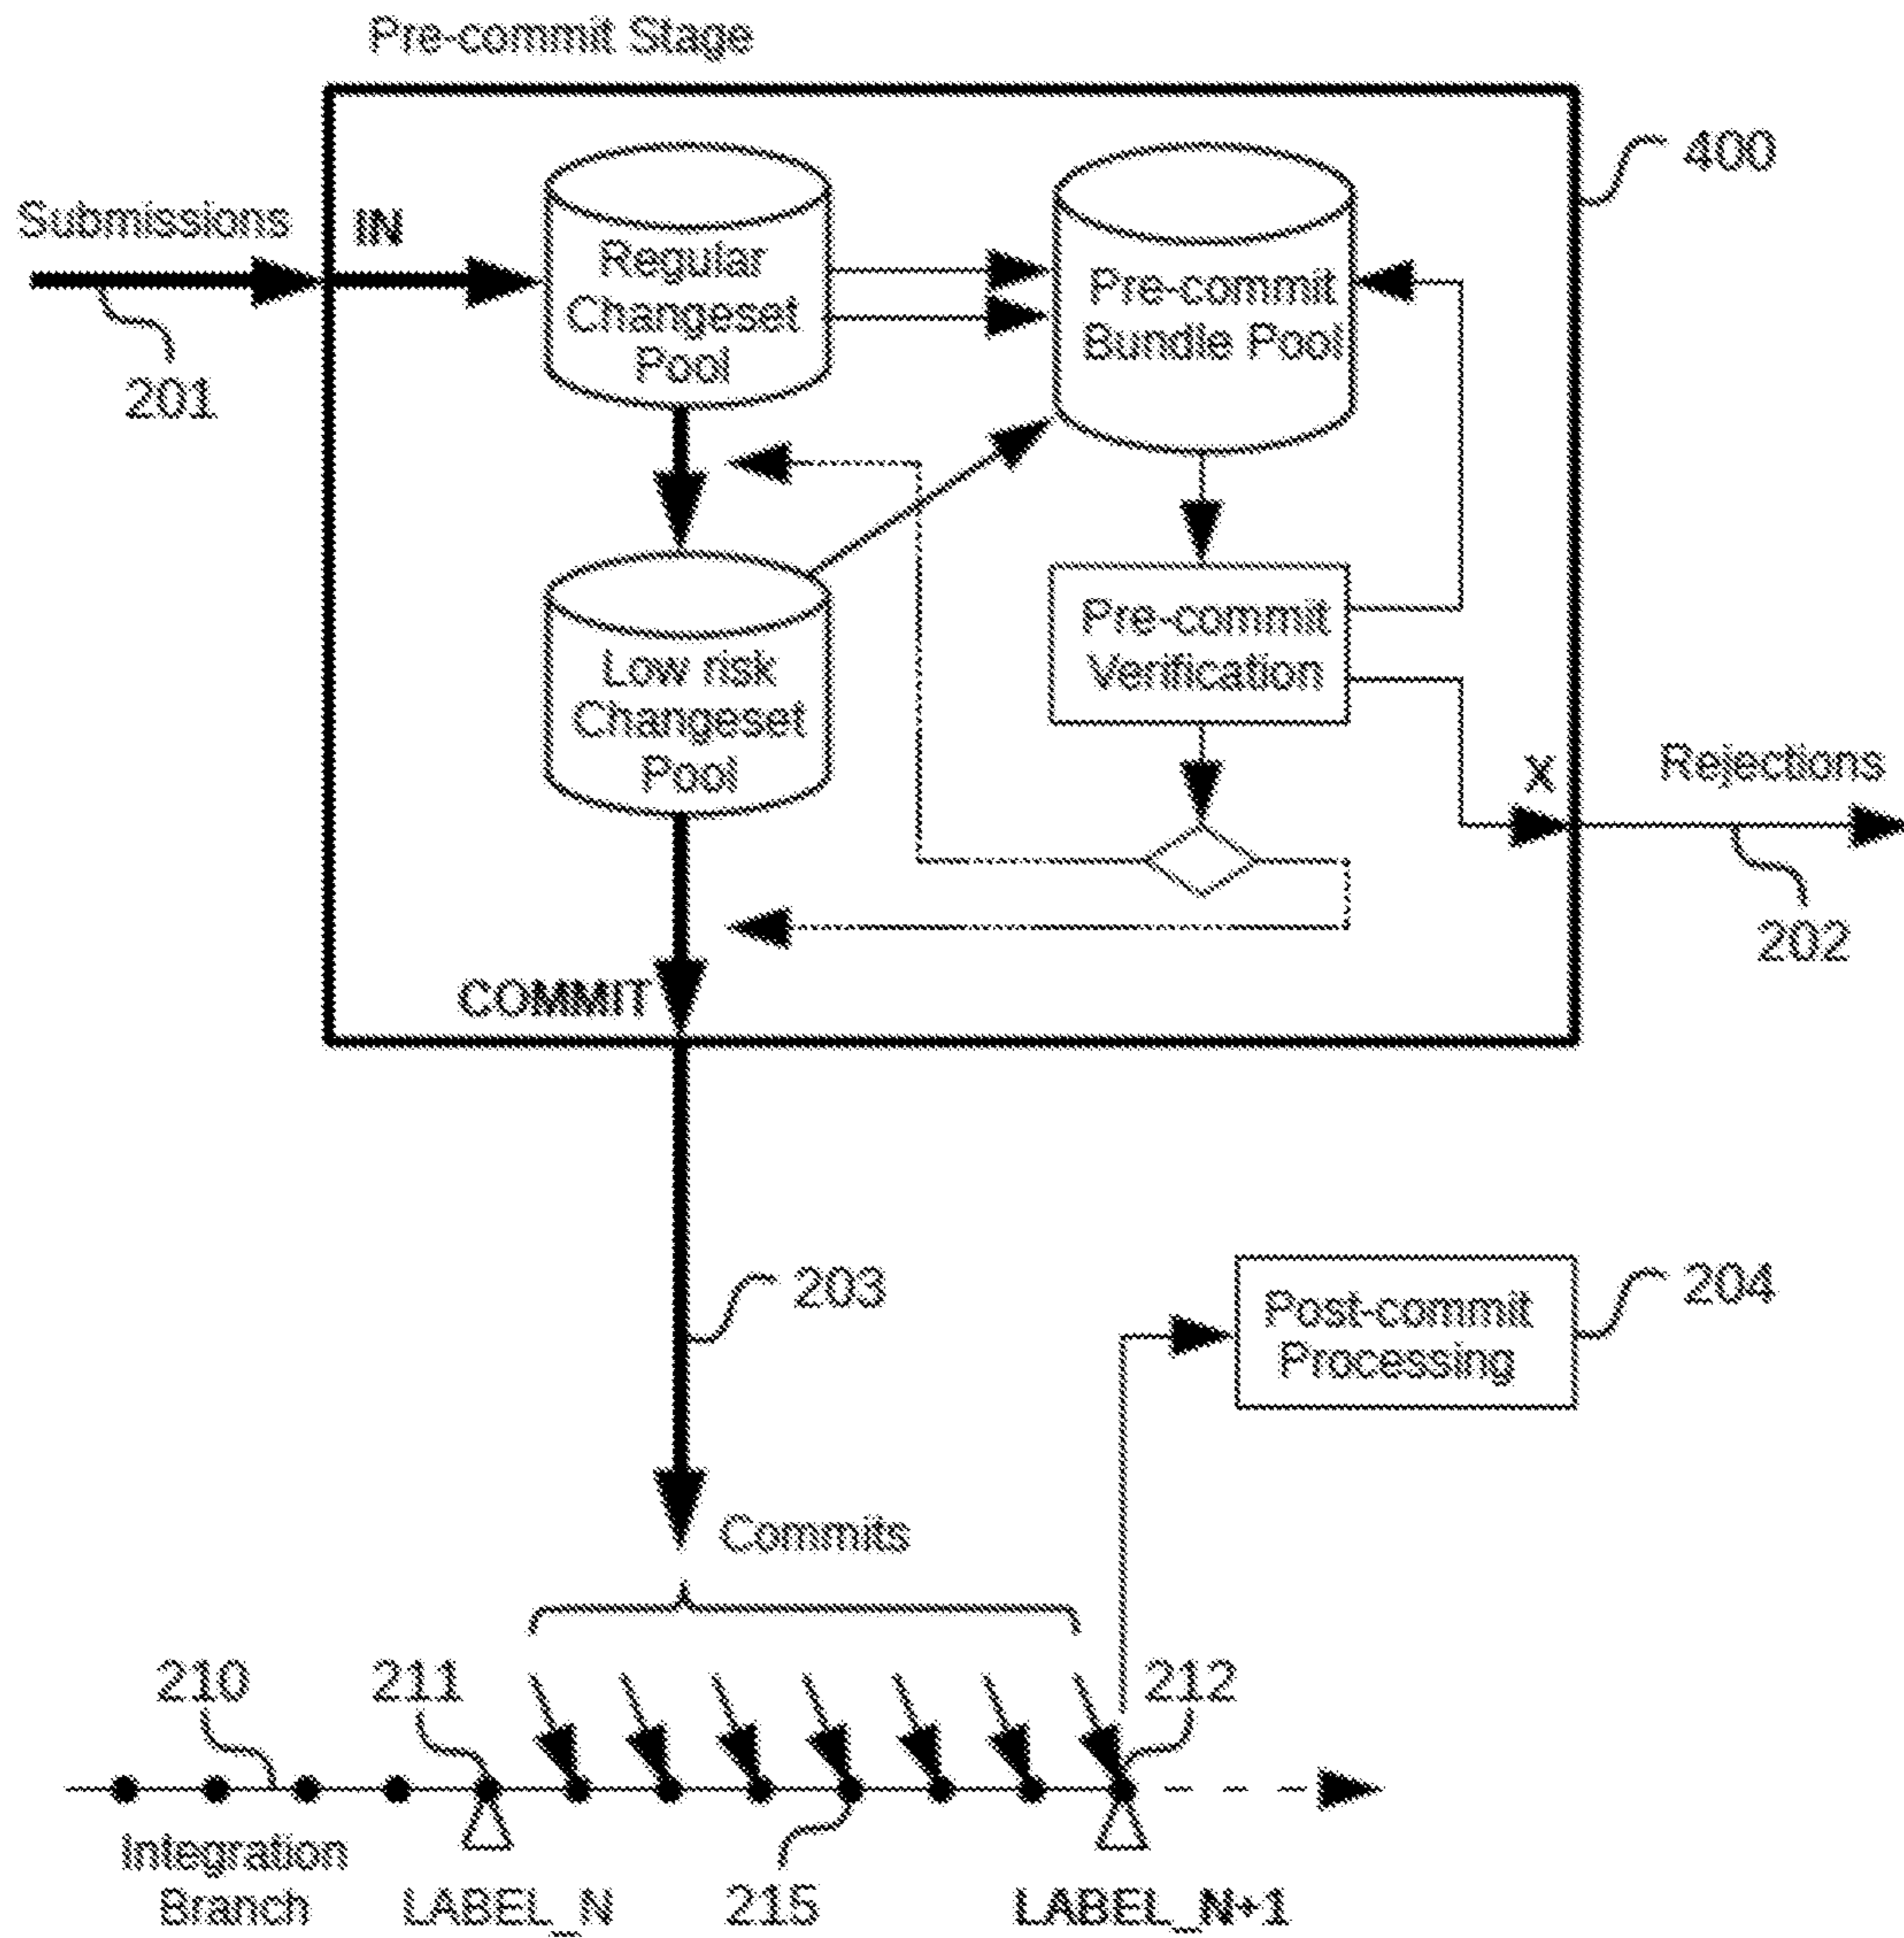 Pre-commit Stage
400
Submissions
IN
201
Regular
Changeset
Pool
Pre-commit
Bundle Pool
Low risk
Changeset
Pool
Pre-commit
Verification
X
Rejections
202
COMMIT
203
Post-commit
Processing
204
Commits
210
211
212
Integration
Branch
LABEL_N
215
LABEL_N+1